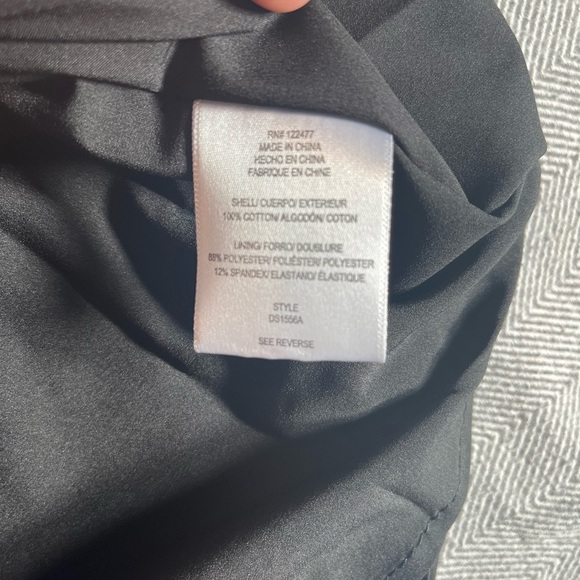 RN# 122477
MADE IN CHINA
HECHO EN CHINA
FABRIQUE EN CHINE
SHELL/ CUERPO/ EXTERIEUR
100% COTTON/ ALGODÓN/ COTON
LINING/ FORRO/ DOUBLURE
88% POLYESTER/ POLIÉSTER/ POLYESTER
12% SPANDEX/ ELASTANO/ ÉLASTIQUE
STYLE
DS1556A
SEE REVERSE